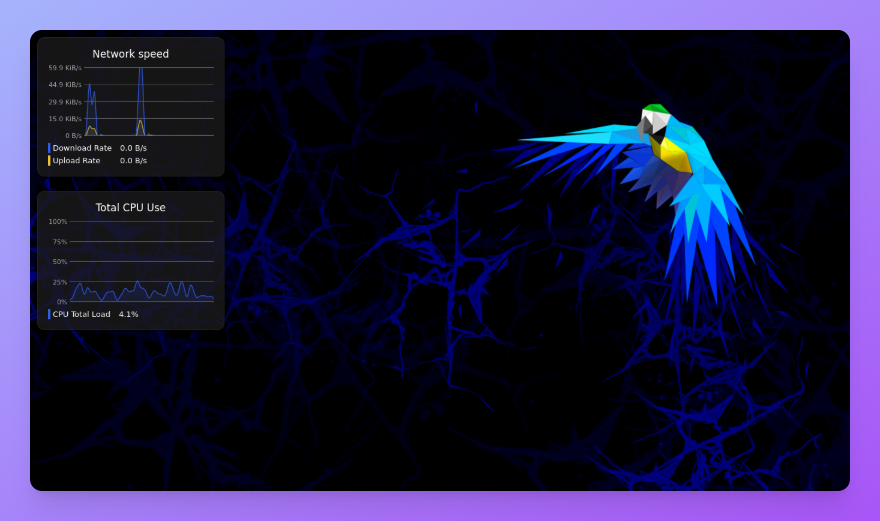 Network speed
59.9 KiB/s
44.9 KiB/s
29.9 KiB/s
15.0 KiB/s
0 B/s
Download Rate 0.0 B/s
Upload Rate 0.0 B/s
Total CPU Use
100%
75%
50%
25%
0%
CPU Total Load 4.1%